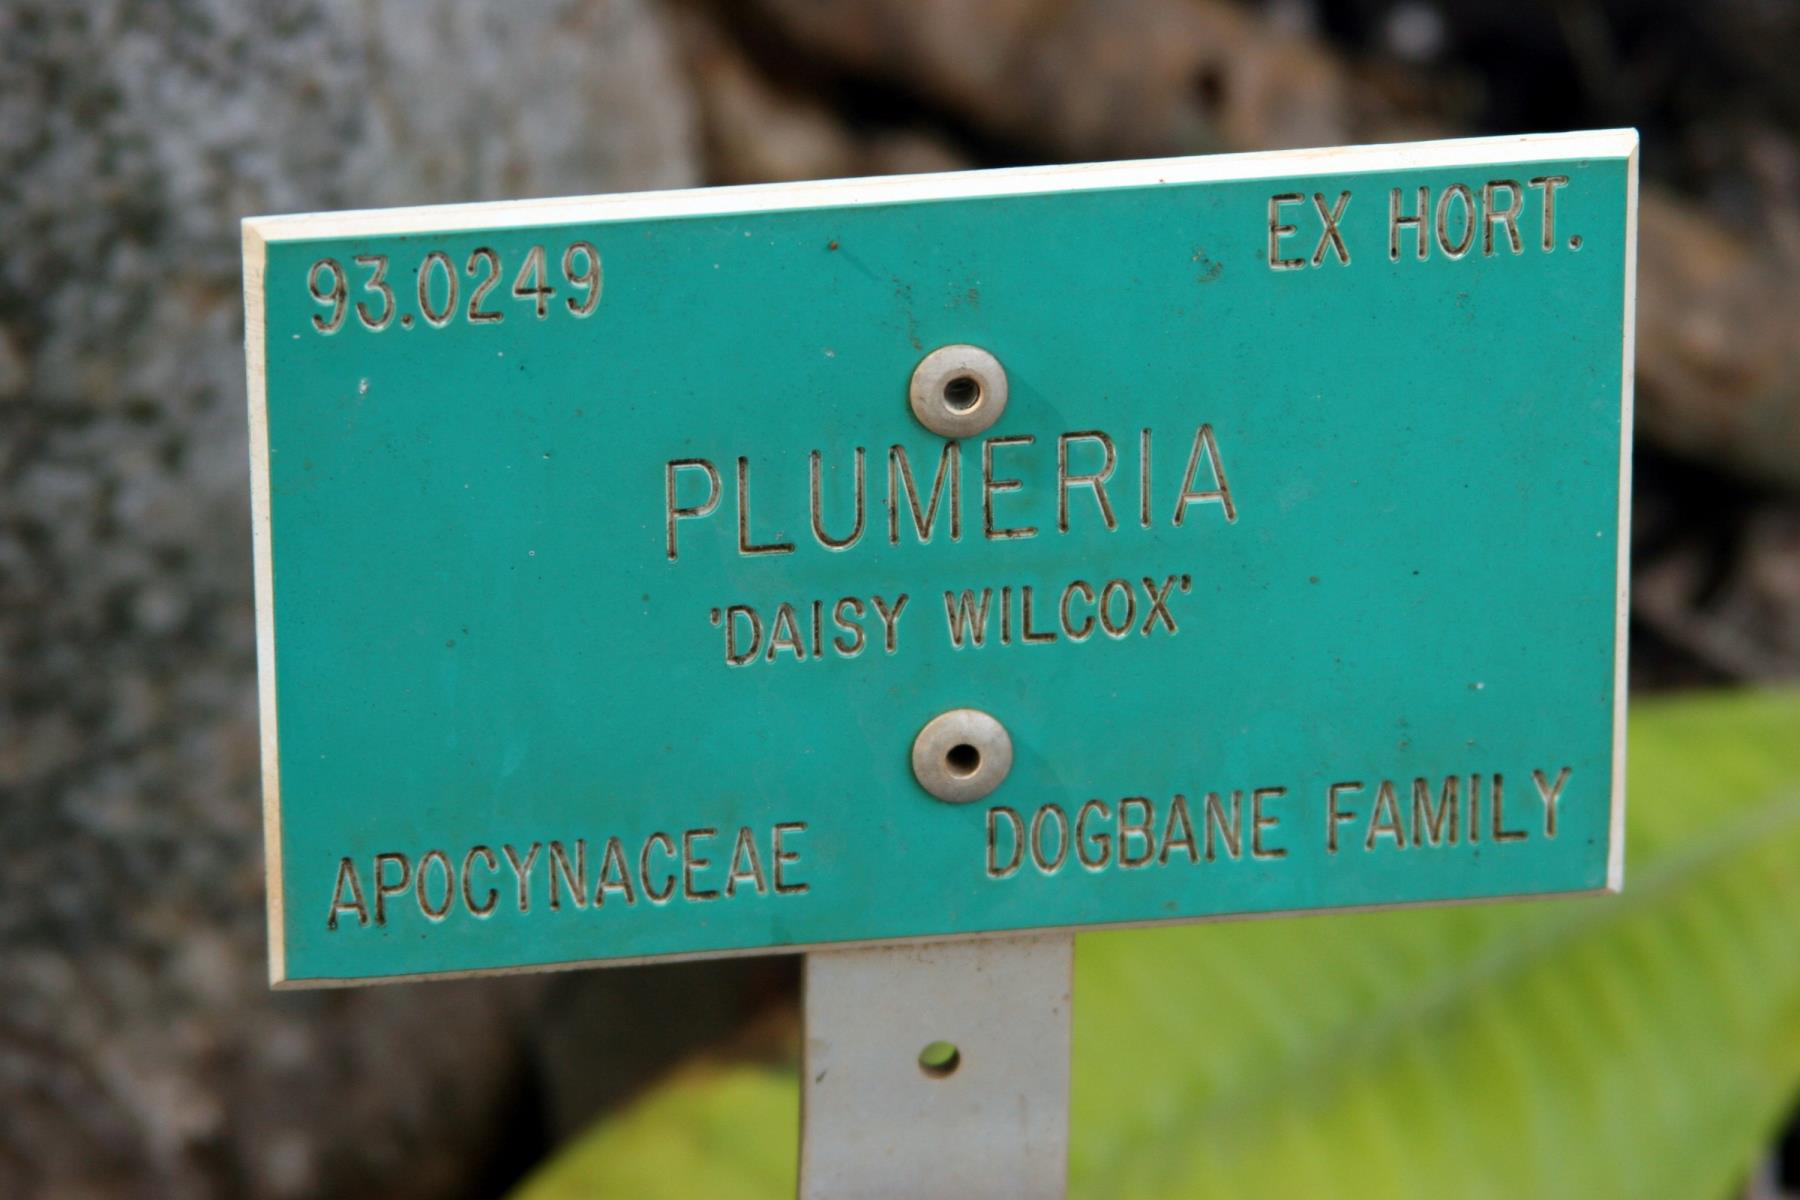 93.0249 EX HORT.
PLUMERIA
'DAISY WILCOX'
APOCYNACEAE DOGBANE FAMILY